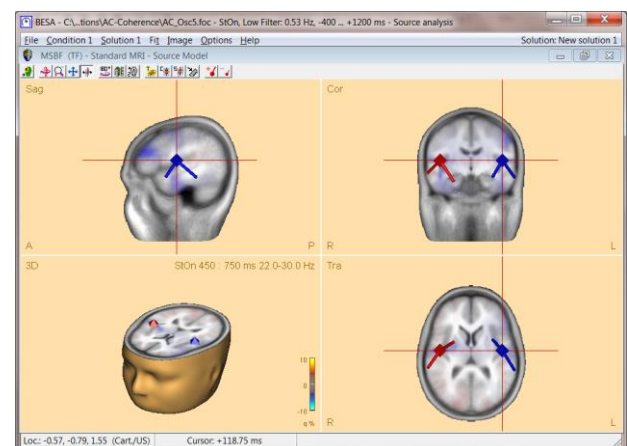 BESA - C:\...tions\AC-Coherence\AC_Osc5.foc - StOn, Low Filter: 0.53 Hz, -400 ... +1200 ms - Source analysis
File Condition 1 Source Fit Image Options Help Solution: New solution 1
MSBF (TF) - Standard MRI - Source Model
Sag
Cor
A P
R L
3D StOn 450 : 750 ms 22.0-30.0 Hz
Tra
10
0
-10
α %
R L
Loc.: -0.57, -0.79, 1.55 (Cart./US) Cursor: +118.75 ms